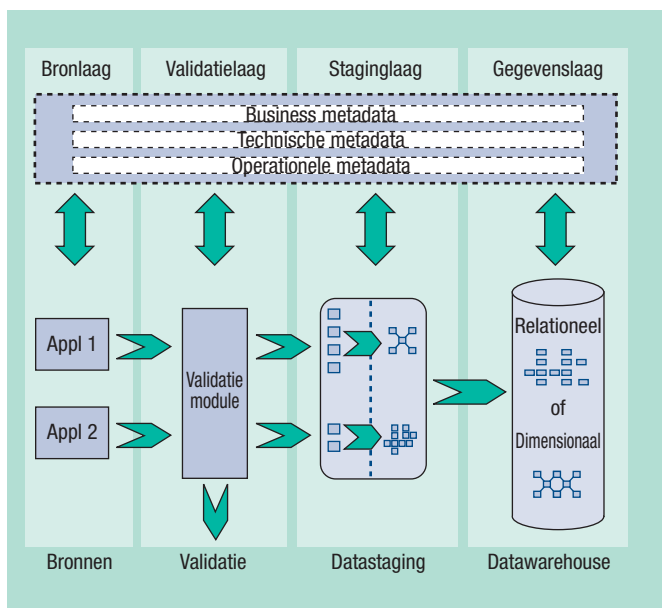 Bronlaag Validatielaag Staginglaag Gegevenslaag
Business metadata
Technische metadata
Operationele metadata
Appl 1
Appl 2
Validatie
module
Relationeel
of
Dimensionaal
Bronnen Validatie Datastaging Datawarehouse